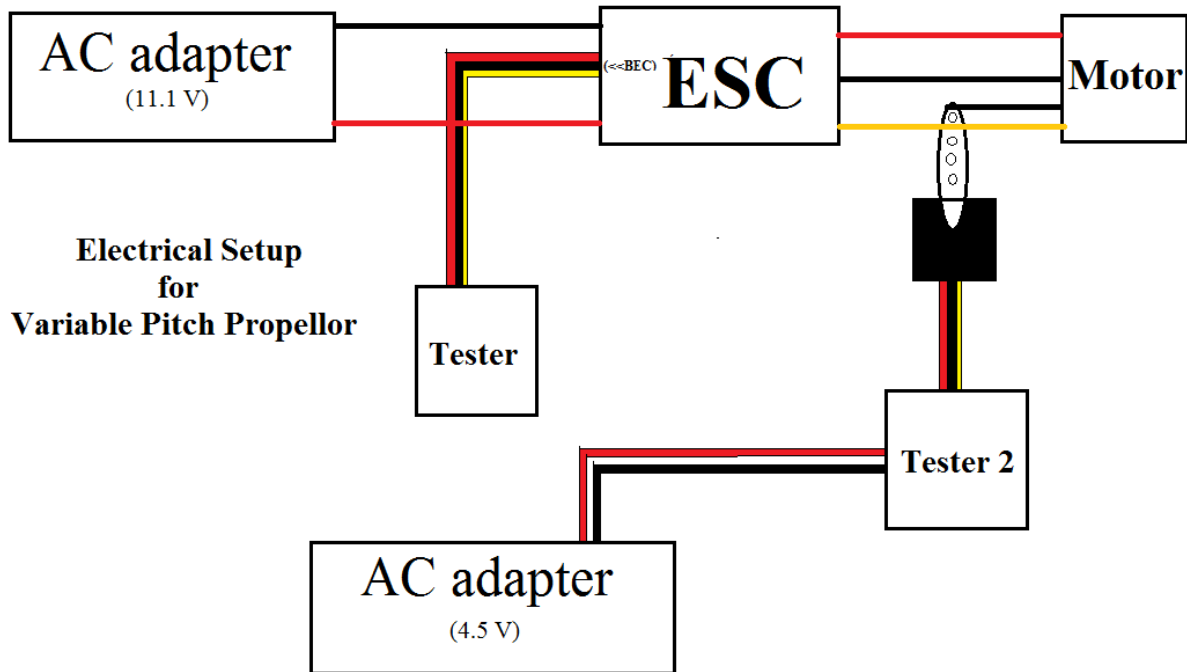 AC adapter
(11.1 V)
(<<BEC)
ESC
Motor
Electrical Setup
for
Variable Pitch Propellor
Tester
Tester 2
AC adapter
(4.5 V)